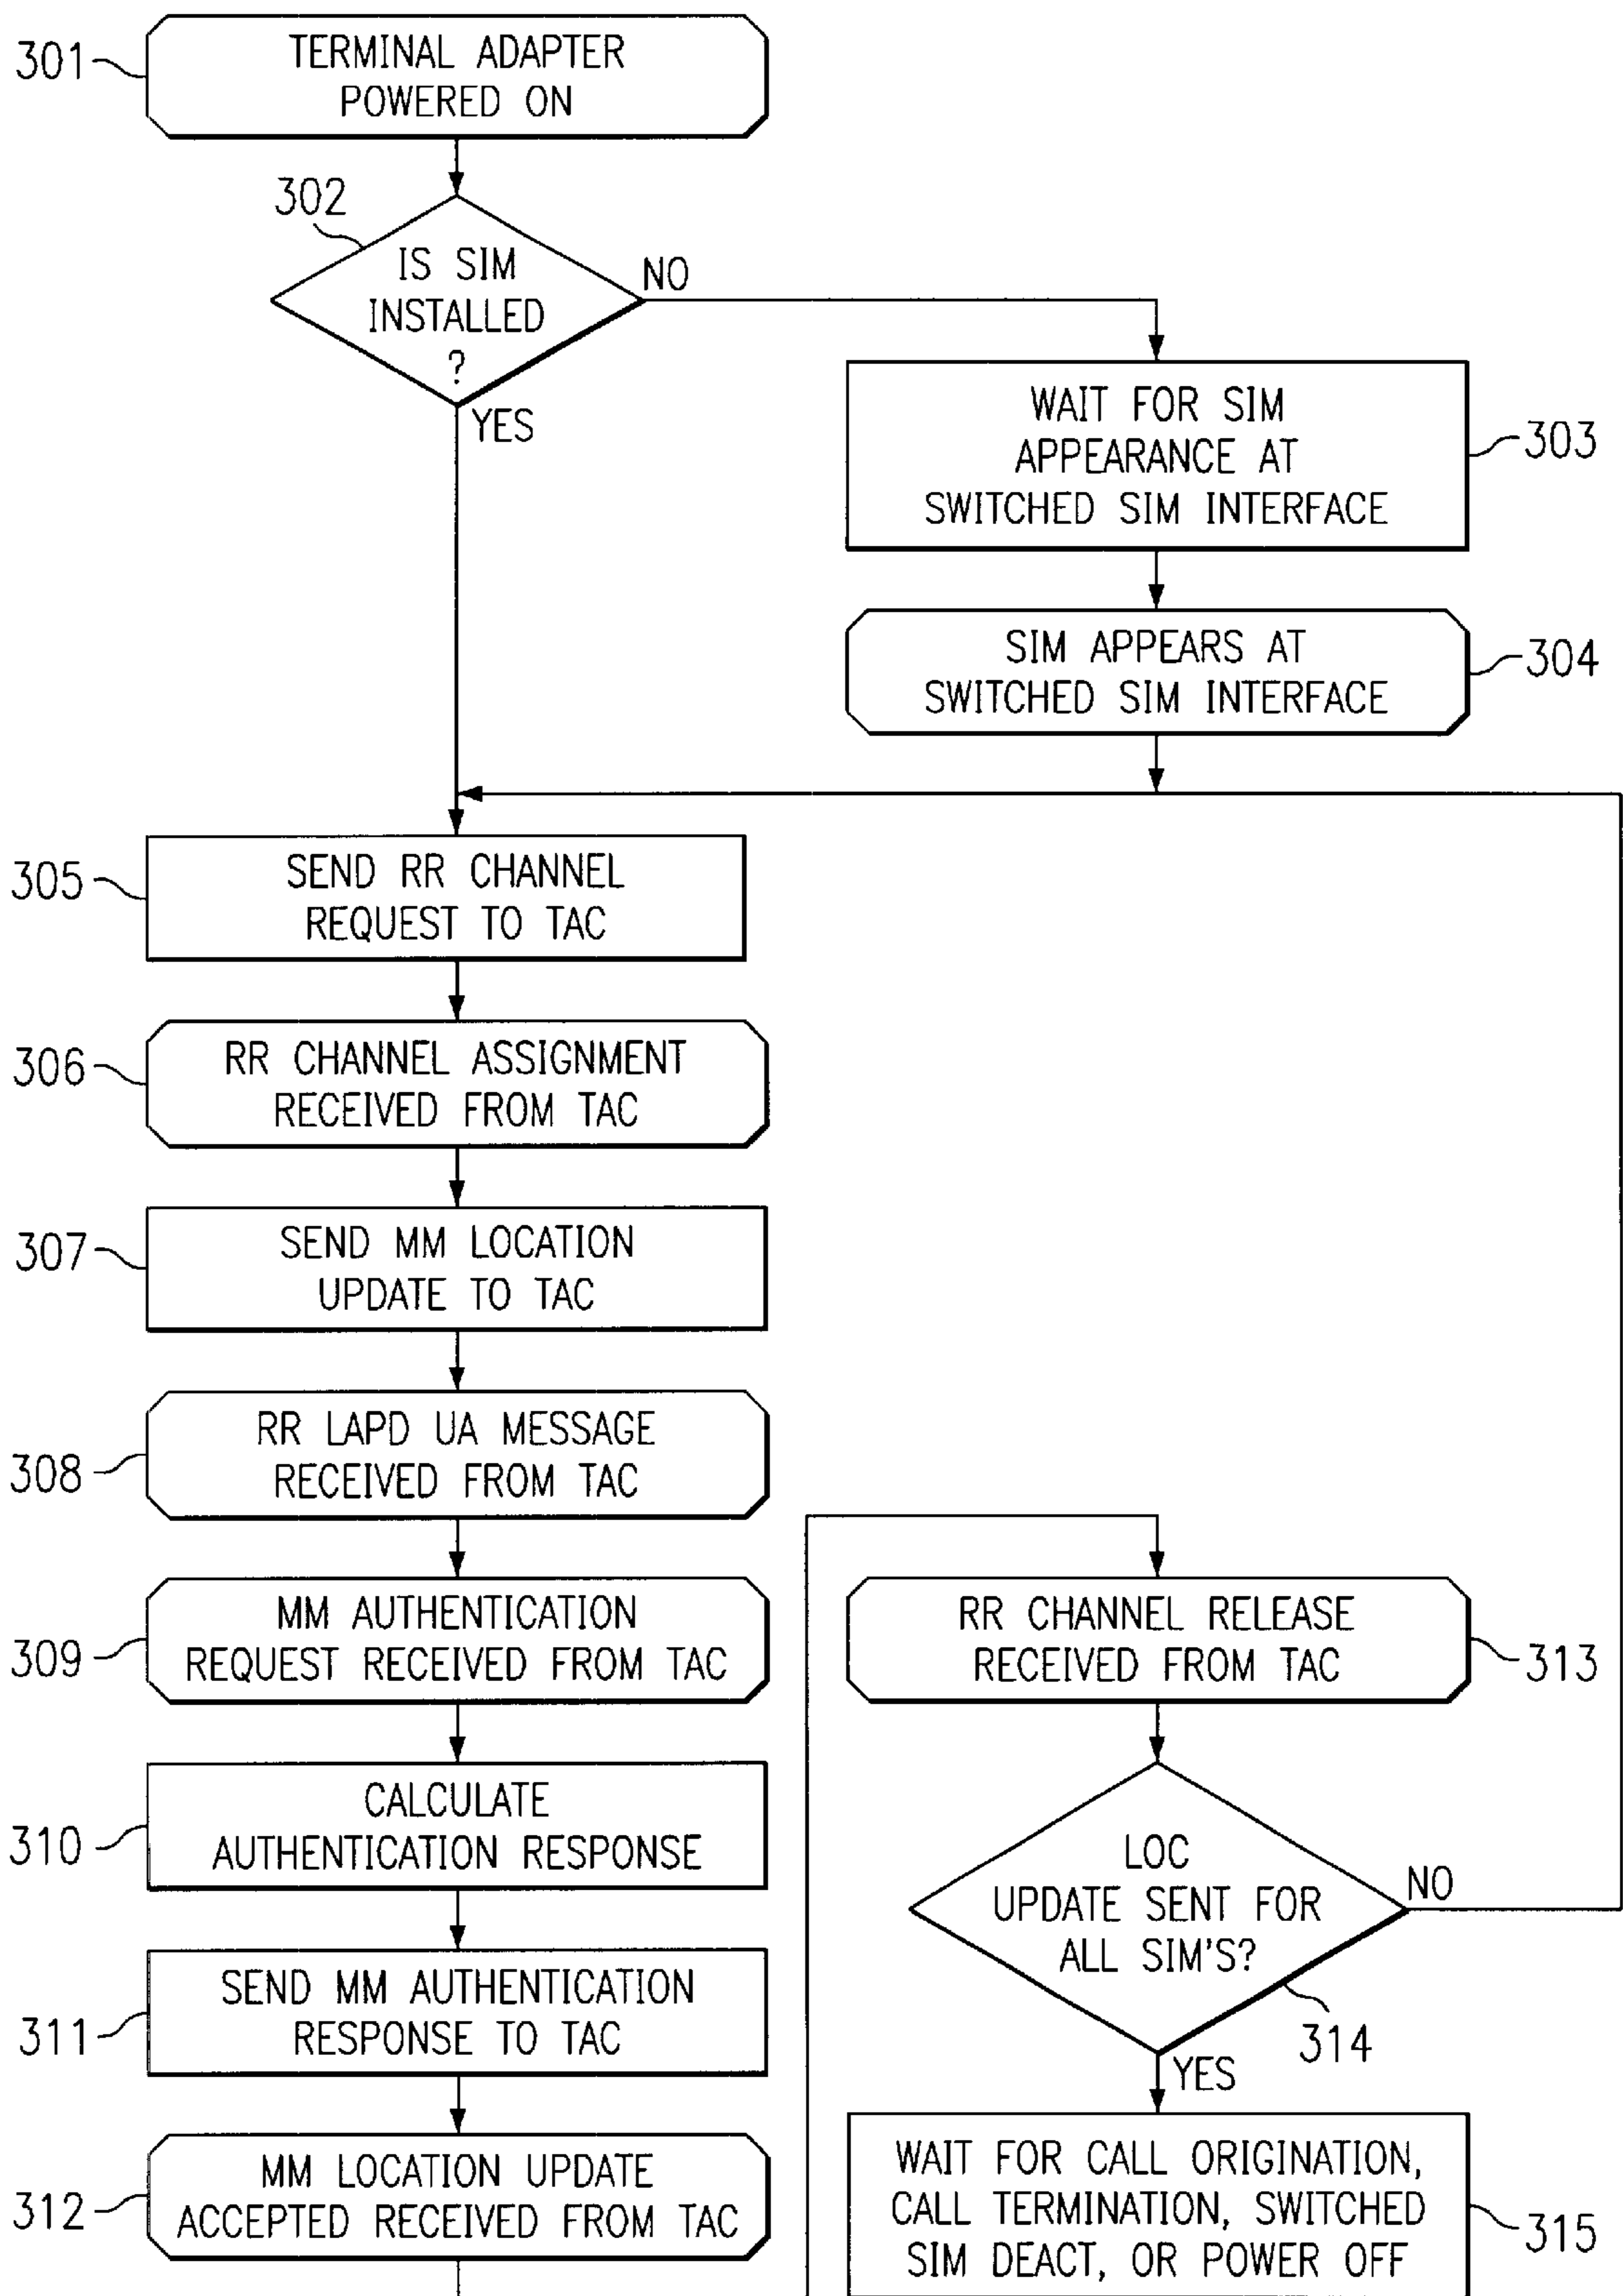 301
TERMINAL ADAPTER
POWERED ON
302
IS SIM
INSTALLED
?
NO
YES
WAIT FOR SIM
APPEARANCE AT
SWITCHED SIM INTERFACE
303
SIM APPEARS AT
SWITCHED SIM INTERFACE
304
305
SEND RR CHANNEL
REQUEST TO TAC
306
RR CHANNEL ASSIGNMENT
RECEIVED FROM TAC
307
SEND MM LOCATION
UPDATE TO TAC
308
RR LAPD UA MESSAGE
RECEIVED FROM TAC
309
MM AUTHENTICATION
REQUEST RECEIVED FROM TAC
310
CALCULATE
AUTHENTICATION RESPONSE
311
SEND MM AUTHENTICATION
RESPONSE TO TAC
312
MM LOCATION UPDATE
ACCEPTED RECEIVED FROM TAC
RR CHANNEL RELEASE
RECEIVED FROM TAC
313
LOC
UPDATE SENT FOR
ALL SIM'S?
NO
314
YES
WAIT FOR CALL ORIGINATION,
CALL TERMINATION, SWITCHED
SIM DEACT, OR POWER OFF
315